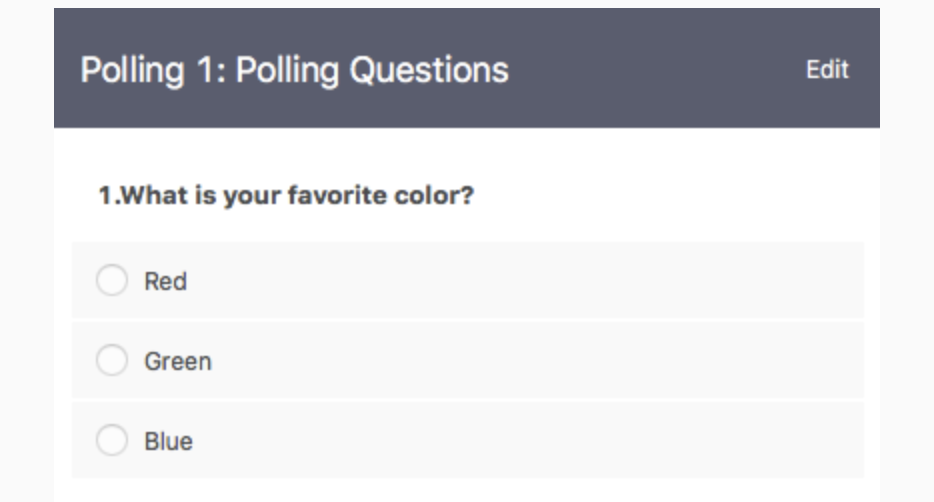 Polling 1: Polling Questions Edit
1.What is your favorite color?
Red
Green
Blue